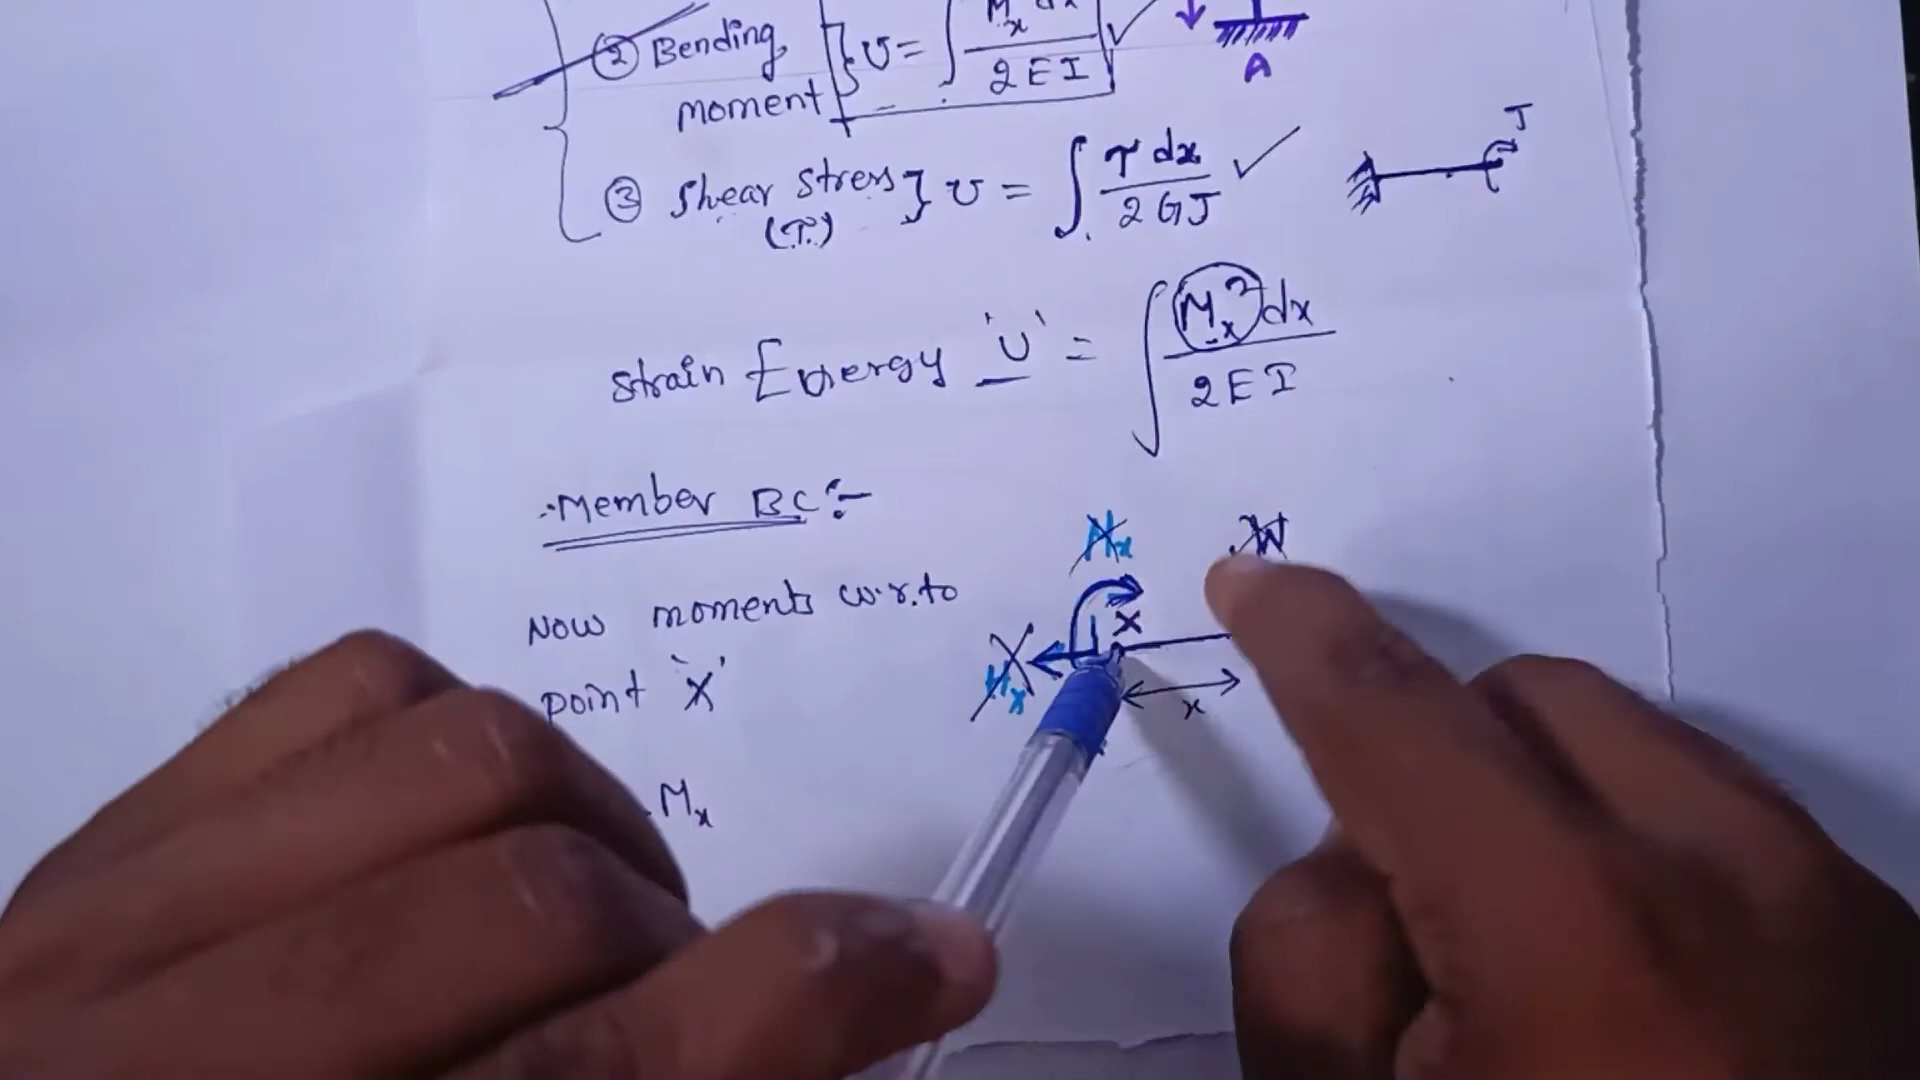 ② Bending } U = ∫ Mx dx / 2EI ✓
moment
A
③ Shear stress } U = ∫ τ dx / 2GJ ✓
(τ)
J
Strain Energy 'U' = ∫ Mx² dx / 2EI
Member BC :-
Mx
W
Now moments w.r.to
X
point 'X'
Hx
x
Mx